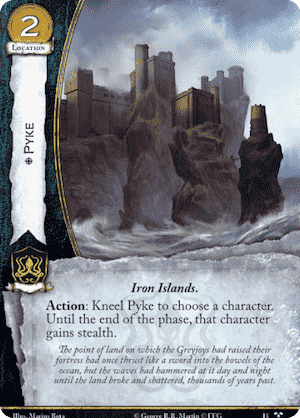 2
LOCATION
PYKE
Iron Islands.
Action: Kneel Pyke to choose a character.
Until the end of the phase, that character
gains stealth.
The point of land on which the Greyjoys had raised their
fortress had once thrust like a sword into the bowels of the
ocean, but the waves had hammered at it day and night
until the land broke and shattered, thousands of years past.
Illus. Marius Bota
© George R.R. Martin © FFG